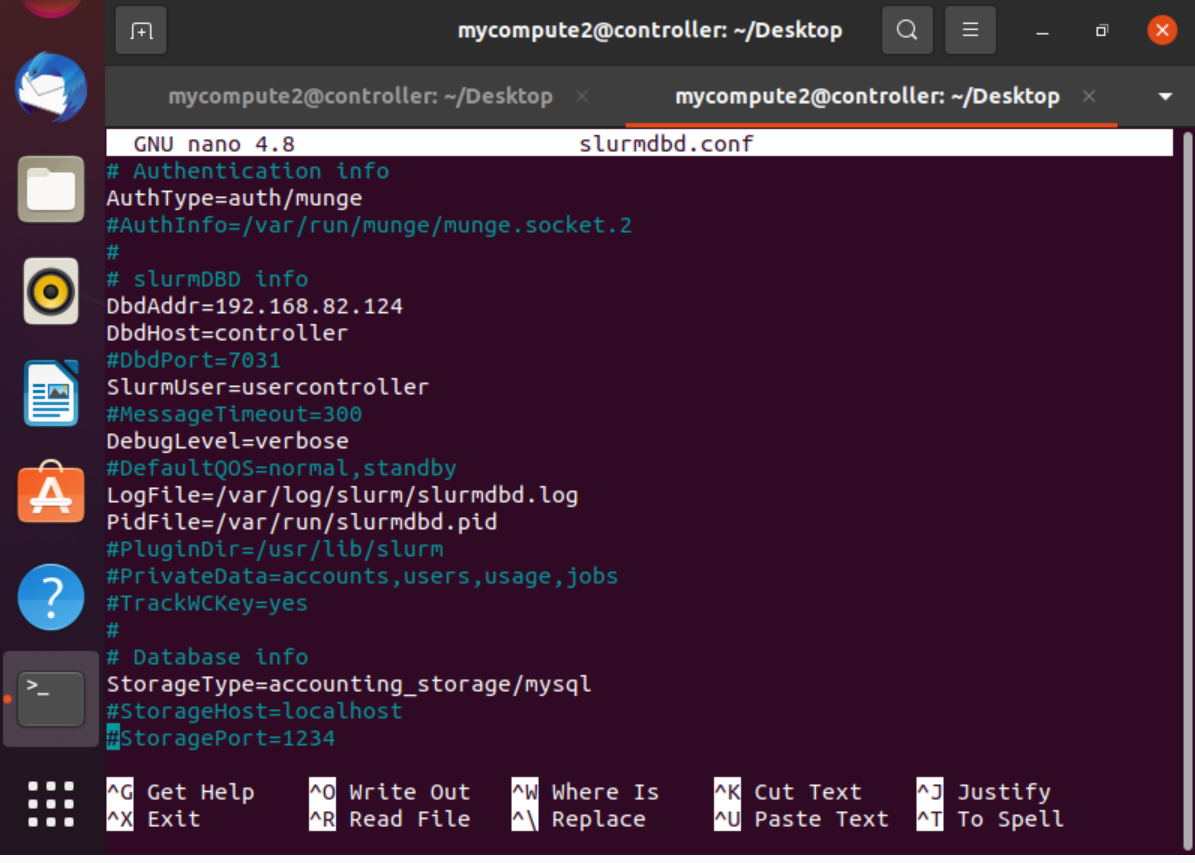 mycompute2@controller: ~/Desktop
mycompute2@controller: ~/Desktop
mycompute2@controller: ~/Desktop
GNU nano 4.8 slurmdbd.conf
# Authentication info
AuthType=auth/munge
#AuthInfo=/var/run/munge/munge.socket.2
#
# slurmDBD info
DbdAddr=192.168.82.124
DbdHost=controller
#DbdPort=7031
SlurmUser=usercontroller
#MessageTimeout=300
DebugLevel=verbose
#DefaultQOS=normal,standby
LogFile=/var/log/slurm/slurmdbd.log
PidFile=/var/run/slurmdbd.pid
#PluginDir=/usr/lib/slurm
#PrivateData=accounts,users,usage,jobs
#TrackWCKey=yes
#
# Database info
StorageType=accounting_storage/mysql
#StorageHost=localhost
#StoragePort=1234
^G Get Help ^O Write Out ^W Where Is ^K Cut Text ^J Justify
^X Exit ^R Read File ^\ Replace ^U Paste Text ^T To Spell